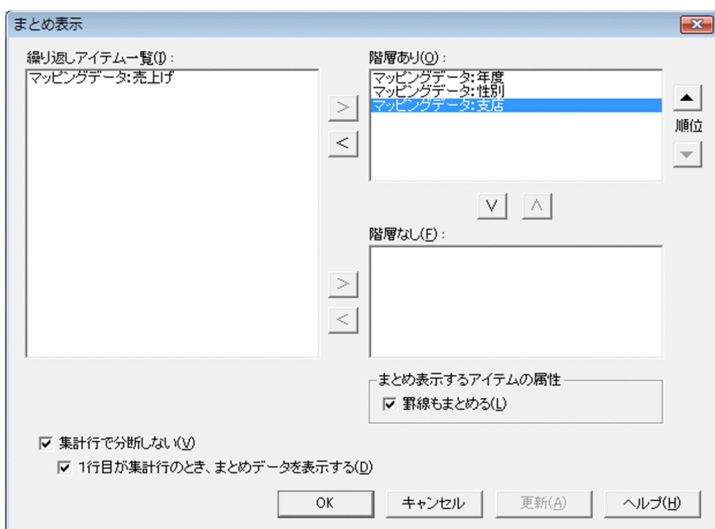 まとめ表示
繰り返しアイテム一覧(I):
マッピングデータ:売上げ
>
<
階層あり(O):
マッピングデータ:年度
マッピングデータ:性別
マッピングデータ:支店
▲
順位
▼
∨ ∧
階層なし(F):
>
<
まとめ表示するアイテムの属性
罫線もまとめる(L)
集計行で分断しない(V)
1行目が集計行のとき、まとめデータを表示する(D)
OK キャンセル 更新(A) ヘルプ(H)